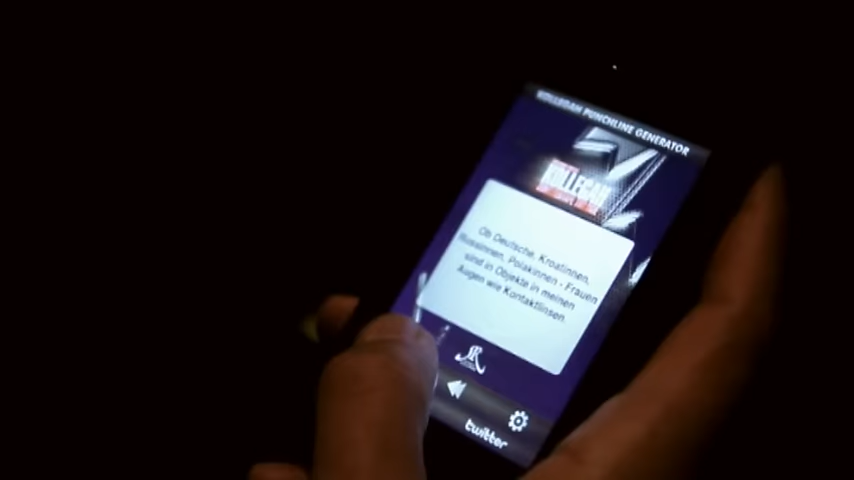 KOLLEGAH PUNCHLINE GENERATOR
KOLLEGAH
Ob Deutsche, Kroatinnen,
Russinnen, Polakinnen - Frauen
sind in Objekte in meinen
Augen wie Kontaktlinsen.
SR
twitter